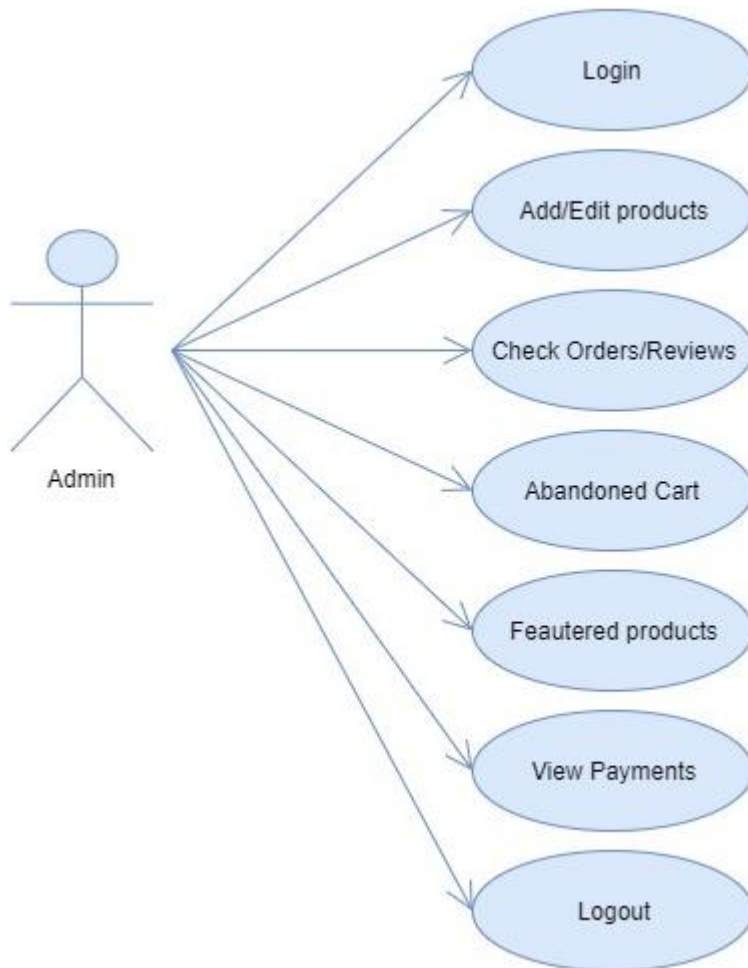 Login
Add/Edit products
Check Orders/Reviews
Admin
Abandoned Cart
Feautered products
View Payments
Logout